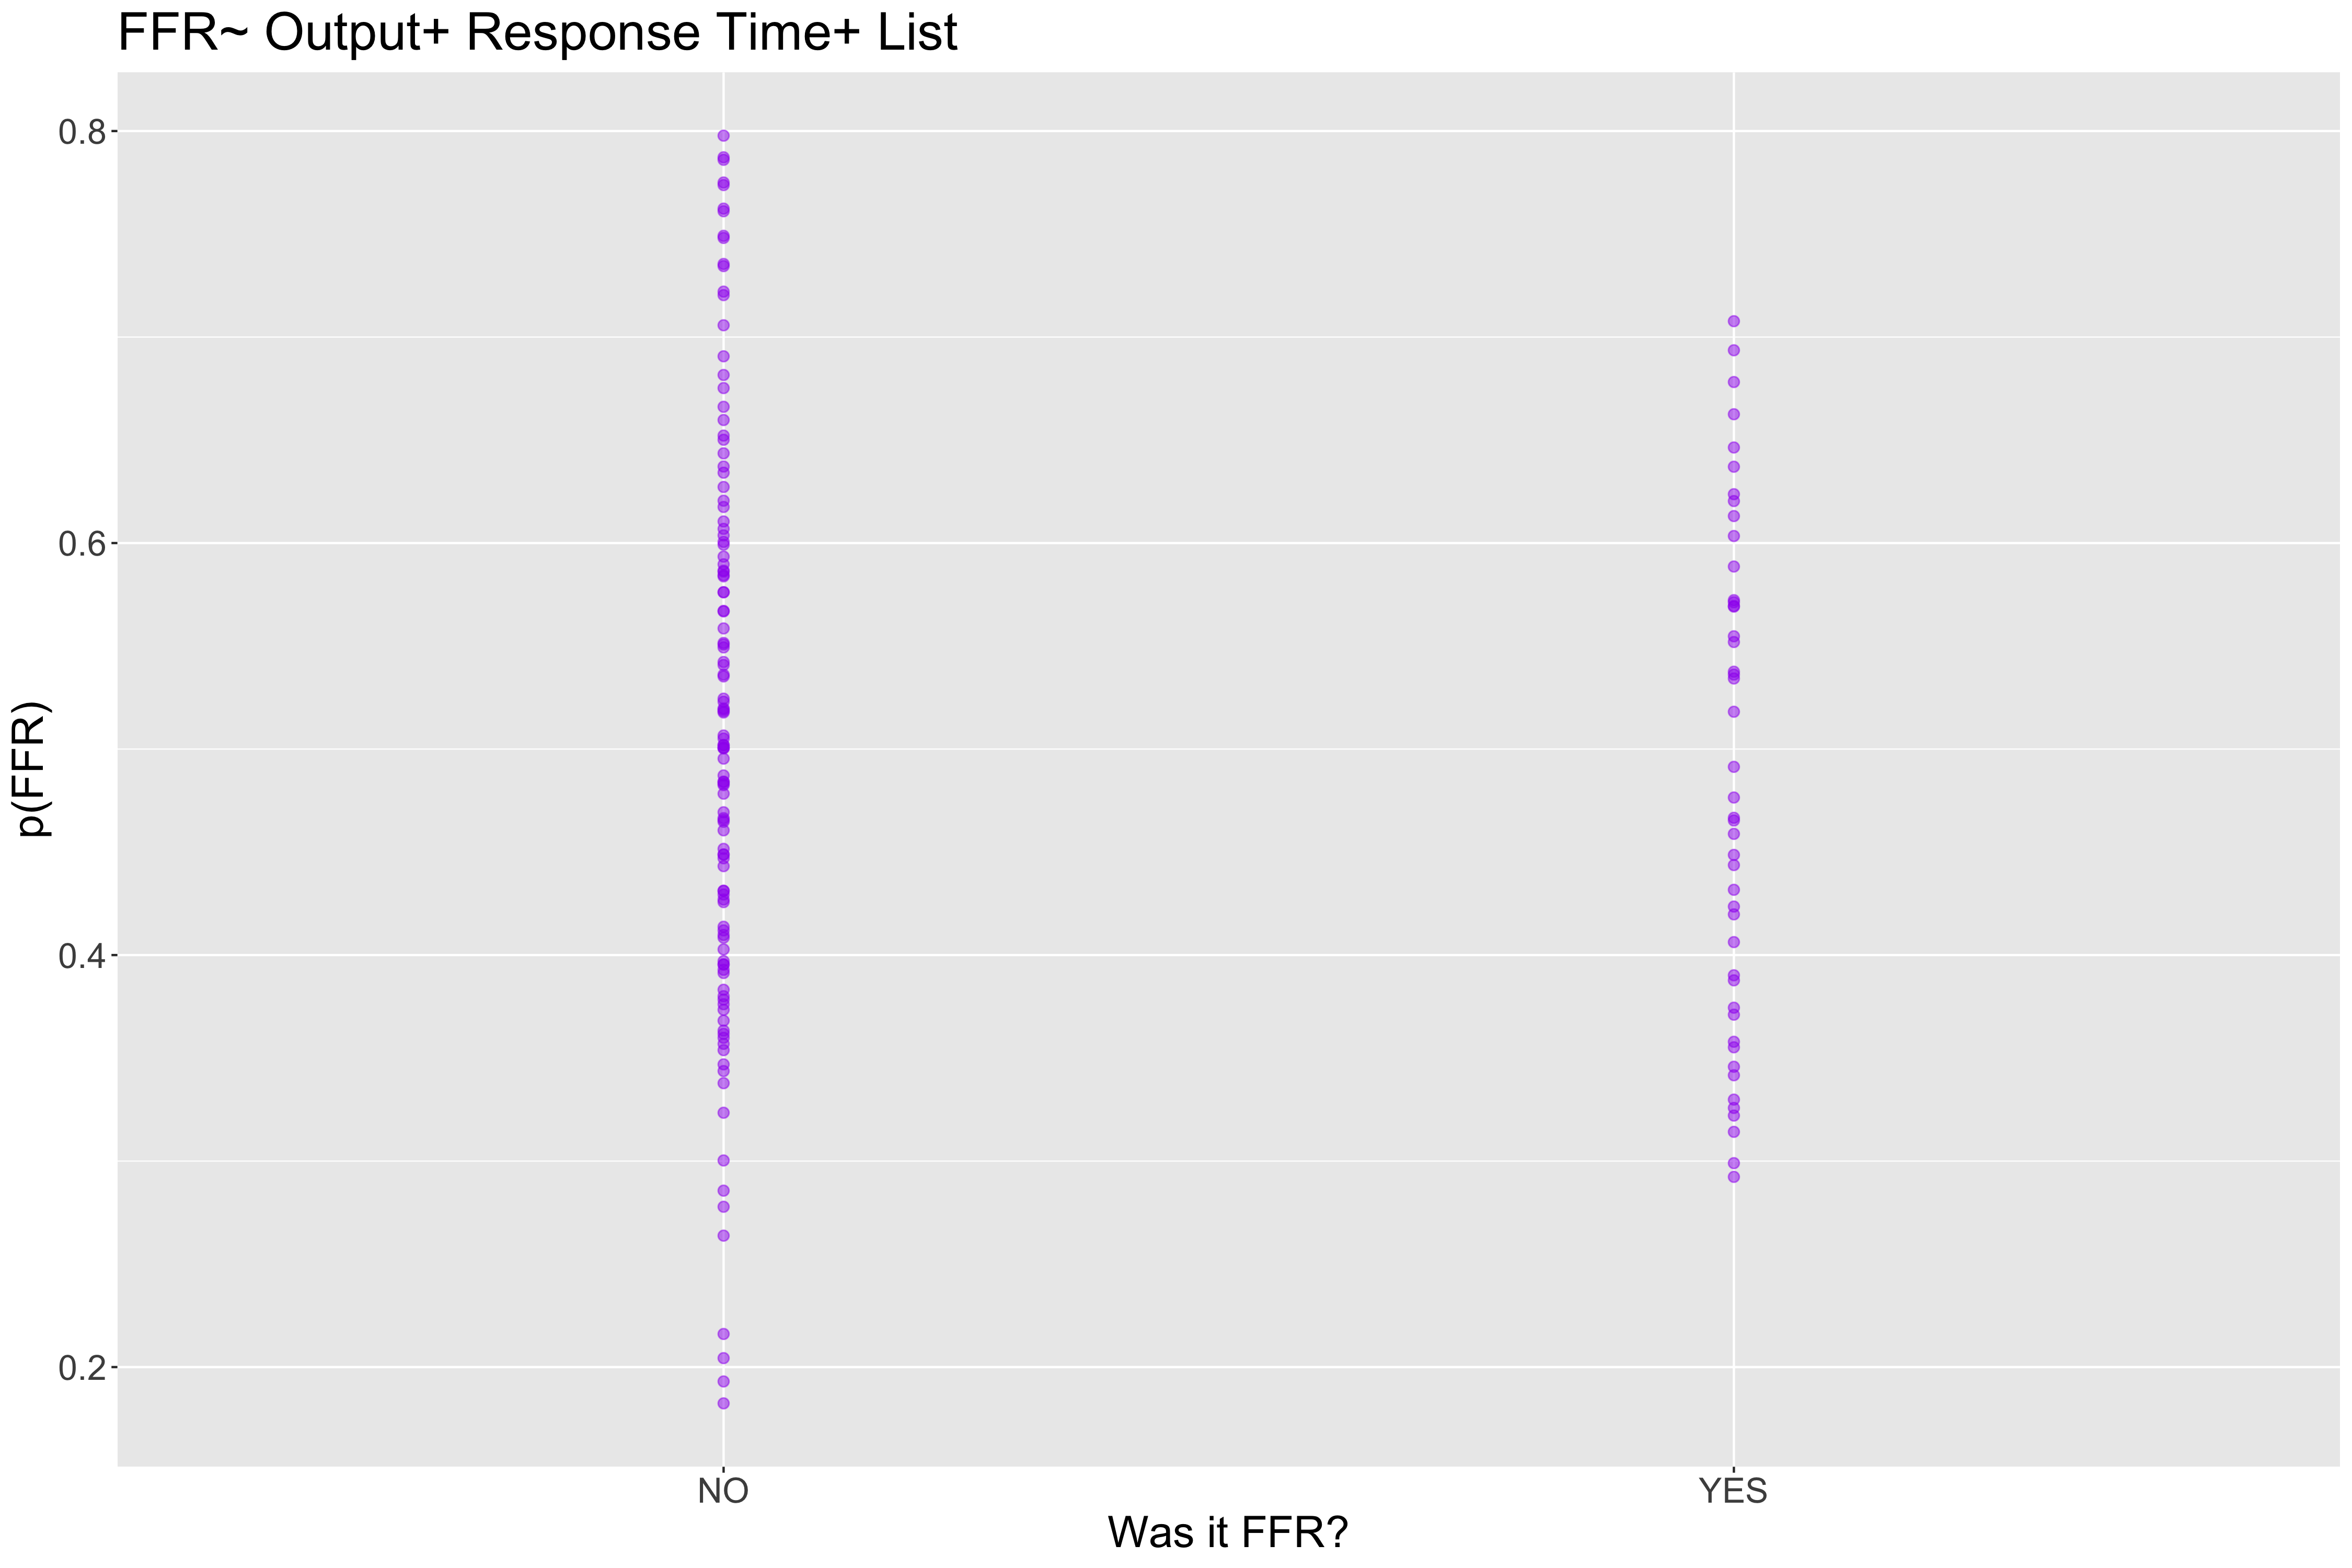 FFR~ Output+ Response Time+ List
0.8
0.6
0.4
0.2
p(FFR)
NO
YES
Was it FFR?